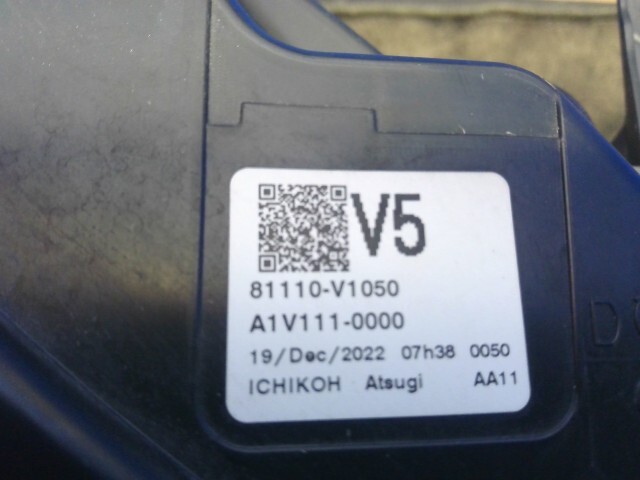 V5
81110-V1050
A1V111-0000
19/Dec/2022 07h38 0050
ICHIKOH Atsugi AA11